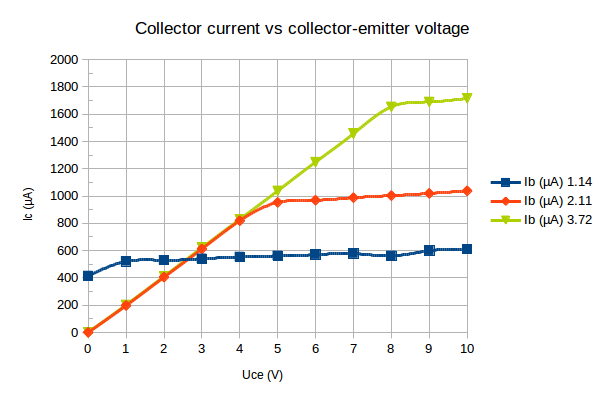 Collector current vs collector-emitter voltage
2000
1800
1600
1400
1200
1000
800
600
400
200
0
Ic (µA)
0 1 2 3 4 5 6 7 8 9 10
Uce (V)
Ib (µA) 1.14
Ib (µA) 2.11
Ib (µA) 3.72